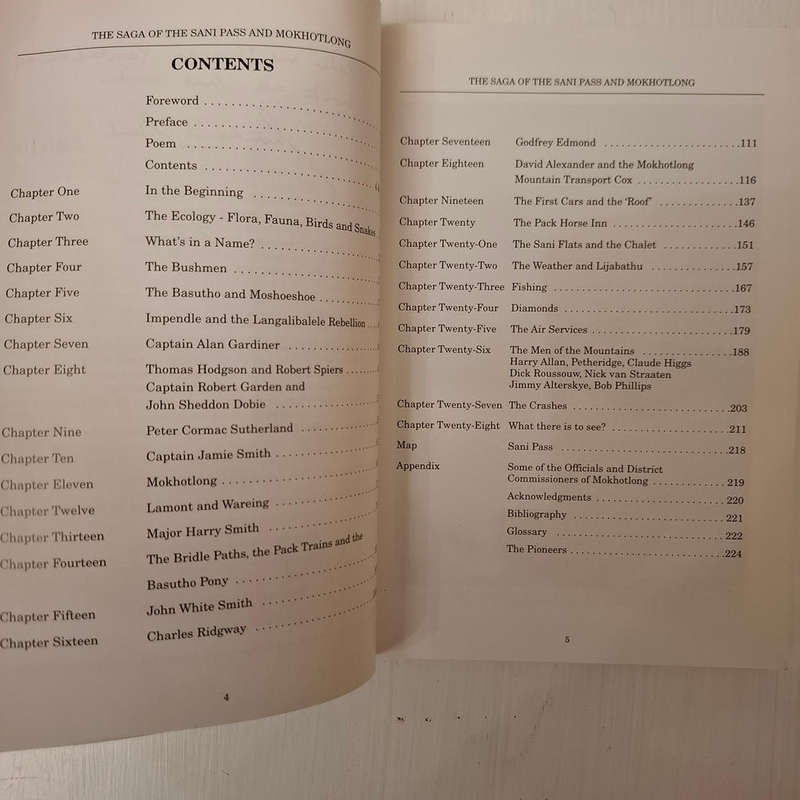 THE SAGA OF THE SANI PASS AND MOKHOTLONG
CONTENTS
Foreword . . . . . . . . . . . . . . . . . . . . . . . . .
Preface . . . . . . . . . . . . . . . . . . . . . . . . . .
Poem . . . . . . . . . . . . . . . . . . . . . . . . . . .
Contents . . . . . . . . . . . . . . . . . . . . . . . . .
Chapter One In the Beginning . . . . . . . . . . . . . . . . . .
Chapter Two The Ecology - Flora, Fauna, Birds and Snakes
Chapter Three What's in a Name? . . . . . . . . . . . . . . . . .
Chapter Four The Bushmen . . . . . . . . . . . . . . . . . . . . .
Chapter Five The Basutho and Moshoeshoe . . . . . . . . .
Chapter Six Impendle and the Langalibalele Rebellion . . .
Chapter Seven Captain Alan Gardiner . . . . . . . . . . . . . .
Chapter Eight Thomas Hodgson and Robert Spiers . . . . . . . .
Captain Robert Garden and
John Sheddon Dobie . . . . . . . . . . . . . . . .
Chapter Nine Peter Cormac Sutherland . . . . . . . . . . . .
Chapter Ten Captain Jamie Smith . . . . . . . . . . . . . . . .
Chapter Eleven Mokhotlong . . . . . . . . . . . . . . . . . . . . . .
Chapter Twelve Lamont and Wareing . . . . . . . . . . . . . . .
Chapter Thirteen Major Harry Smith . . . . . . . . . . . . . . . .
Chapter Fourteen The Bridle Paths, the Pack Trains and the
Basutho Pony . . . . . . . . . . . . . . . . . . . . .
Chapter Fifteen John White Smith . . . . . . . . . . . . . . . . .
Chapter Sixteen Charles Ridgway . . . . . . . . . . . . . . . . . .
4
THE SAGA OF THE SANI PASS AND MOKHOTLONG
Chapter Seventeen Godfrey Edmond . . . . . . . . . . . . . . . . . . . . . . . .111
Chapter Eighteen David Alexander and the Mokhotlong
Mountain Transport Cox . . . . . . . . . . . . . . . . . .116
Chapter Nineteen The First Cars and the 'Roof' . . . . . . . . . . . . . .137
Chapter Twenty The Pack Horse Inn . . . . . . . . . . . . . . . . . . . . . .146
Chapter Twenty-One The Sani Flats and the Chalet . . . . . . . . . . . . .151
Chapter Twenty-Two The Weather and Lijabathu . . . . . . . . . . . . . . .157
Chapter Twenty-Three Fishing . . . . . . . . . . . . . . . . . . . . . . . . . . . . . . . .167
Chapter Twenty-Four Diamonds . . . . . . . . . . . . . . . . . . . . . . . . . . . . . .173
Chapter Twenty-Five The Air Services . . . . . . . . . . . . . . . . . . . . . . . . .179
Chapter Twenty-Six The Men of the Mountains . . . . . . . . . . . . . . . .188
Harry Allan, Petheridge, Claude Higgs
Dick Roussouw, Nick van Straaten
Jimmy Alterskye, Bob Phillips
Chapter Twenty-Seven The Crashes . . . . . . . . . . . . . . . . . . . . . . . . . . . .203
Chapter Twenty-Eight What there is to see? . . . . . . . . . . . . . . . . . . . . .211
Map Sani Pass . . . . . . . . . . . . . . . . . . . . . . . . . . . . . .218
Appendix Some of the Officials and District
Commissioners of Mokhotlong . . . . . . . . . . . . . 219
Acknowledgments . . . . . . . . . . . . . . . . . . . . . . . 220
Bibliography . . . . . . . . . . . . . . . . . . . . . . . . . . . 221
Glossary . . . . . . . . . . . . . . . . . . . . . . . . . . . . . . 222
The Pioneers . . . . . . . . . . . . . . . . . . . . . . . . . . . .224
5